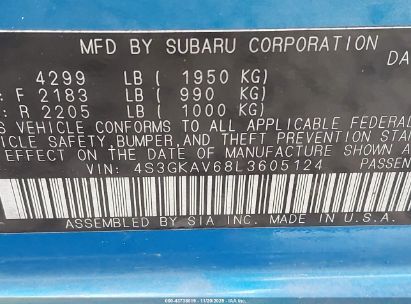 MFD BY SUBARU CORPORATION DA
4299 LB ( 1950 KG)
F 2183 LB ( 990 KG)
R 2205 LB ( 1000 KG)
S VEHICLE CONFORMS TO ALL APPLICABLE FEDERAL
VEHICLE SAFETY, BUMPER, AND THEFT PREVENTION STA
EFFECT ON THE DATE OF MANUFACTURE SHOWN A
VIN: 4S3GKAV68L3605124 PASSEN
ASSEMBLED BY SIA INC. MADE IN U.S.A.